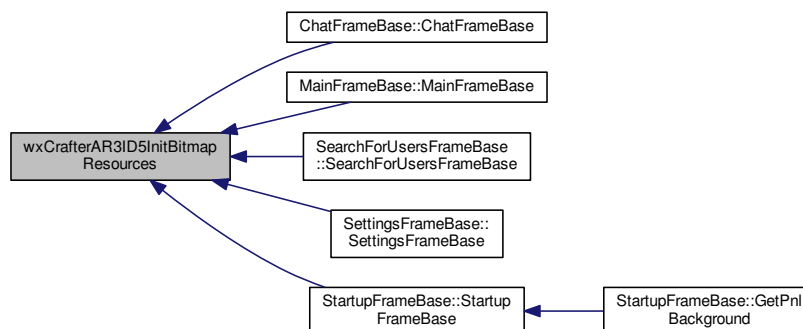 ChatFrameBase::ChatFrameBase
MainFrameBase::MainFrameBase
wxCrafterAR3ID5InitBitmap
Resources
SearchForUsersFrameBase
::SearchForUsersFrameBase
SettingsFrameBase::
SettingsFrameBase
StartupFrameBase::Startup
FrameBase
StartupFrameBase::GetPnl
Background